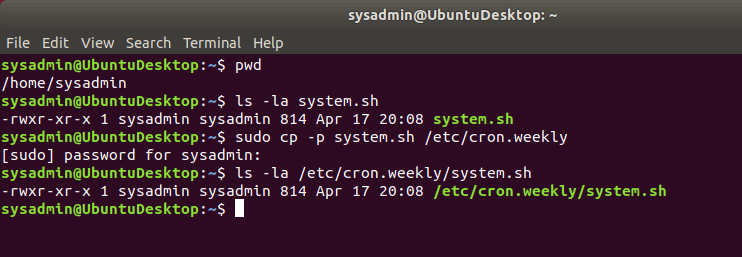 sysadmin@UbuntuDesktop: ~
File Edit View Search Terminal Help
sysadmin@UbuntuDesktop:~$ pwd
/home/sysadmin
sysadmin@UbuntuDesktop:~$ ls -la system.sh
-rwxr-xr-x 1 sysadmin sysadmin 814 Apr 17 20:08 system.sh
sysadmin@UbuntuDesktop:~$ sudo cp -p system.sh /etc/cron.weekly
[sudo] password for sysadmin:
sysadmin@UbuntuDesktop:~$ ls -la /etc/cron.weekly/system.sh
-rwxr-xr-x 1 sysadmin sysadmin 814 Apr 17 20:08 /etc/cron.weekly/system.sh
sysadmin@UbuntuDesktop:~$